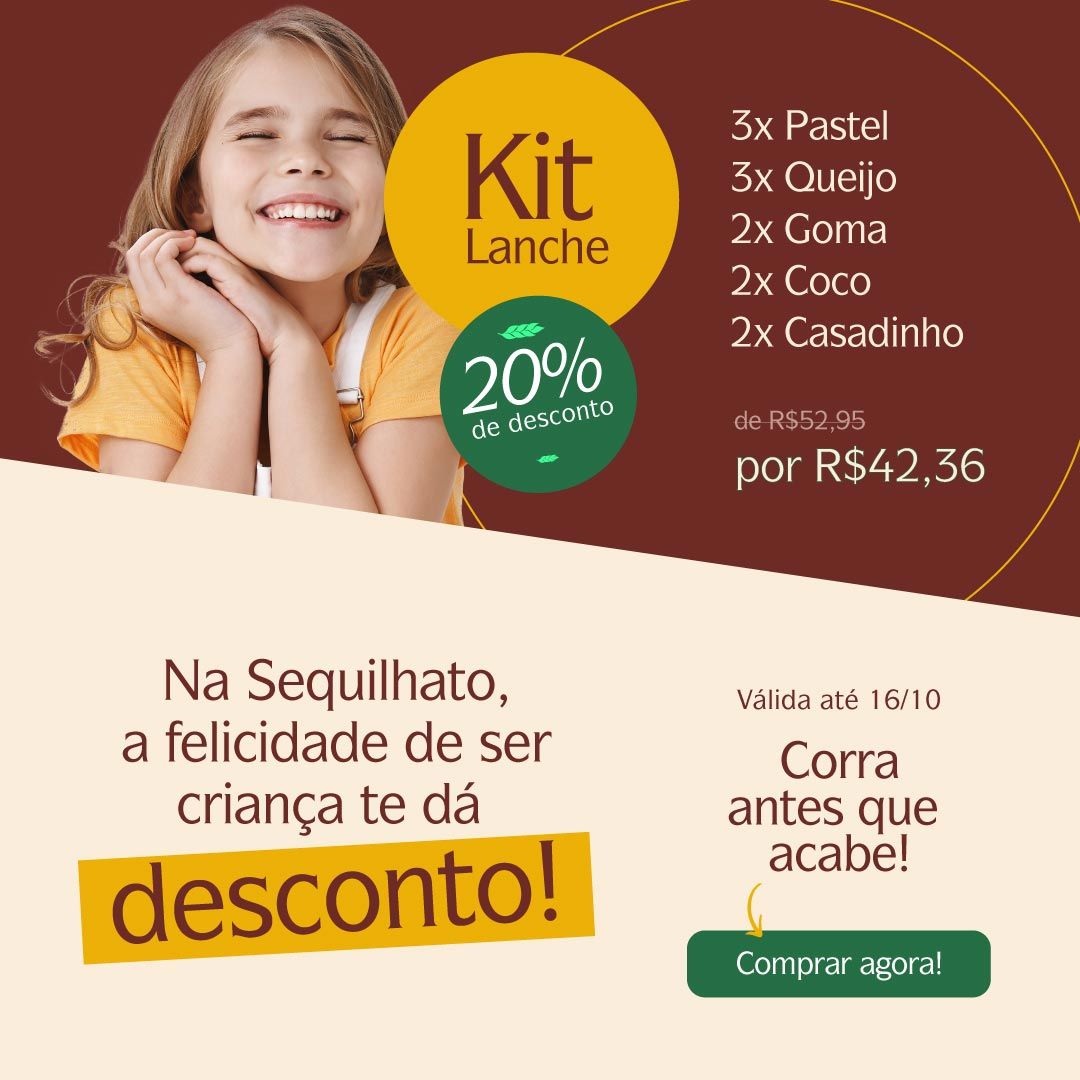 Kit
Lanche
20%
de desconto
3x Pastel
3x Queijo
2x Goma
2x Coco
2x Casadinho
de R$52,95
por R$42,36
Na Sequilhato,
a felicidade de ser
criança te dá
desconto!
Válida até 16/10
Corra
antes que
acabe!
Comprar agora!